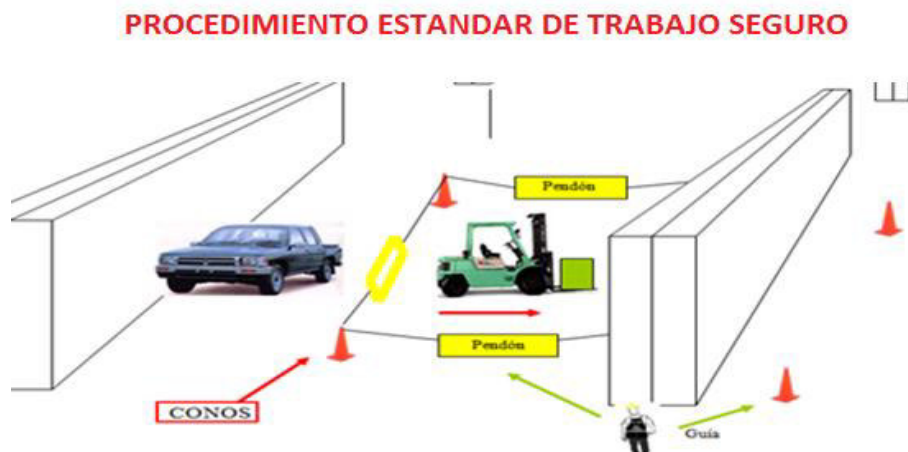 PROCEDIMIENTO ESTANDAR DE TRABAJO SEGURO
Pendón
Pendón
CONOS
Guía